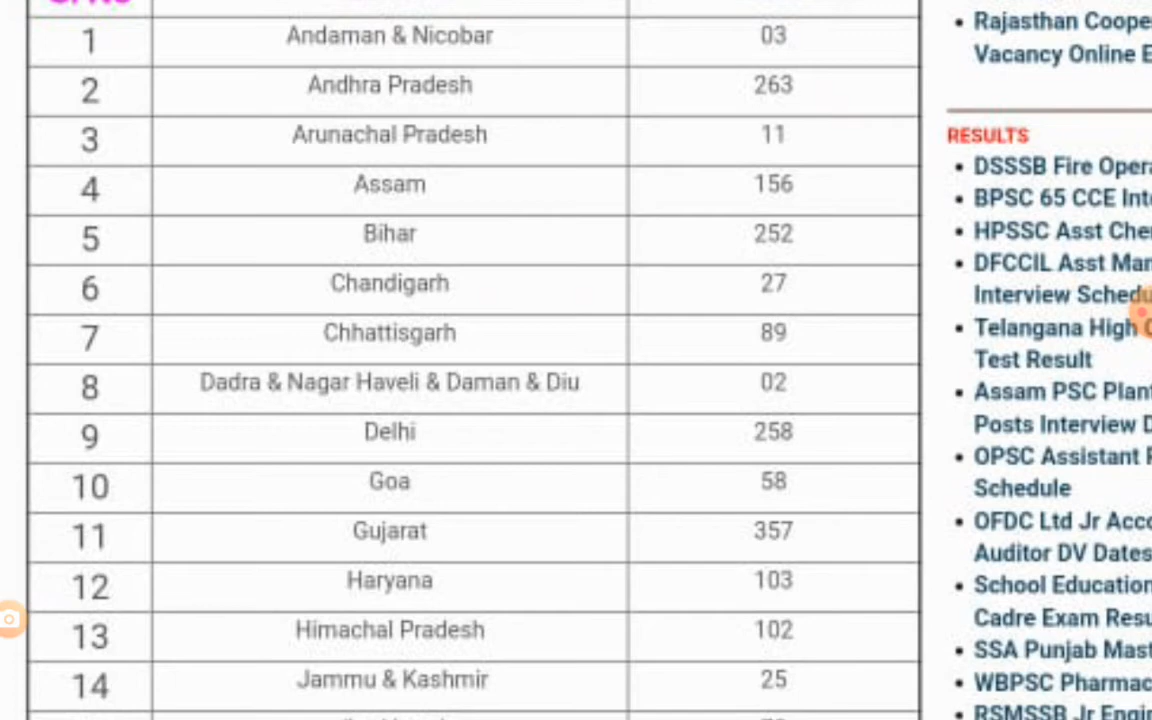 1 Andaman & Nicobar 03
2 Andhra Pradesh 263
3 Arunachal Pradesh 11
4 Assam 156
5 Bihar 252
6 Chandigarh 27
7 Chhattisgarh 89
8 Dadra & Nagar Haveli & Daman & Diu 02
9 Delhi 258
10 Goa 58
11 Gujarat 357
12 Haryana 103
13 Himachal Pradesh 102
14 Jammu & Kashmir 25
Rajasthan Coope
Vacancy Online E
RESULTS
DSSSB Fire Opera
BPSC 65 CCE Inte
HPSSC Asst Cher
DFCCIL Asst Man
Interview Schedu
Telangana High
Test Result
Assam PSC Plant
Posts Interview D
OPSC Assistant
Schedule
OFDC Ltd Jr Acco
Auditor DV Dates
School Education
Cadre Exam Resu
SSA Punjab Mast
WBPSC Pharmac
RSMSSB Jr Engin